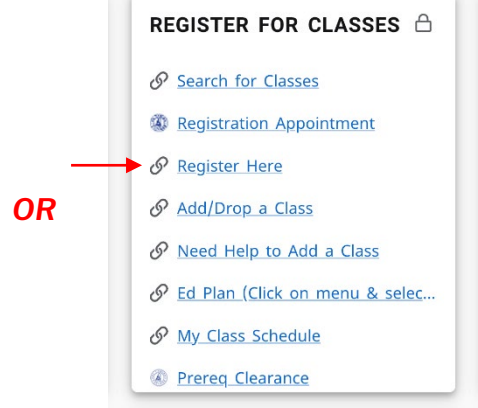 REGISTER FOR CLASSES
Search for Classes
Registration Appointment
Register Here
OR
Add/Drop a Class
Need Help to Add a Class
Ed Plan (Click on menu & selec...
My Class Schedule
Prereq Clearance